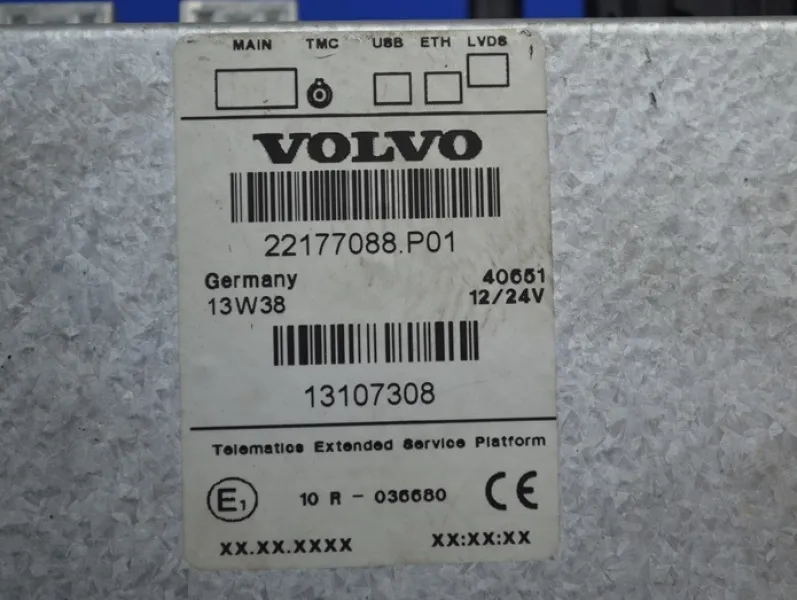 MAIN TMC USB ETH LVDS
VOLVO
22177088.P01
Germany 40651
13W38 12/24V
13107308
Telematics Extended Service Platform
E1 10 R - 036680 CE
XX.XX.XXXX XX:XX:XX